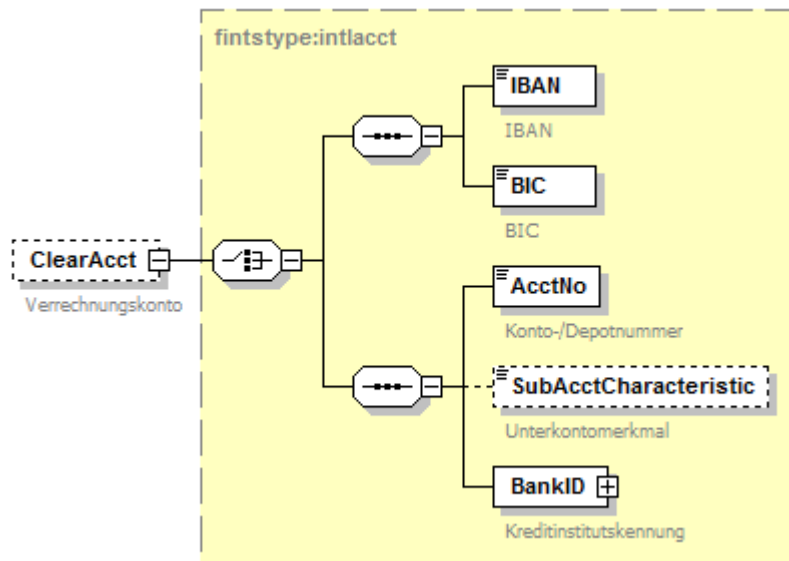 fintstype:intlacct
IBAN
IBAN
BIC
BIC
ClearAcct
Verrechnungskonto
AcctNo
Konto-/Depotnummer
SubAcctCharacteristic
Unterkontomerkmal
BankID
Kreditinstitutskennung